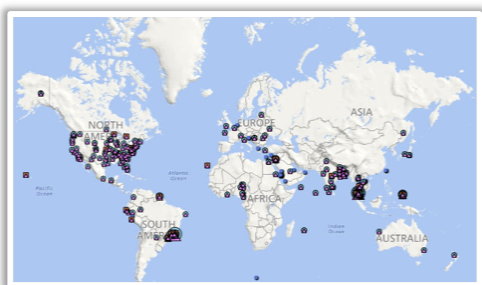 NORTH
AMERICA
EUROPE
ASIA
Pacific
Ocean
Atlantic
Ocean
AFRICA
SOUTH
AMERICA
Indian
Ocean
AUSTRALIA